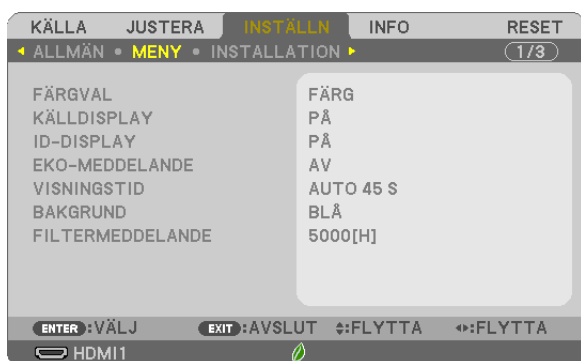 KÄLLA JUSTERA INSTÄLLN INFO RESET
◂ ALLMÄN • MENY • INSTALLATION ▸ 1/3
FÄRGVAL FÄRG
KÄLLDISPLAY PÅ
ID-DISPLAY PÅ
EKO-MEDDELANDE AV
VISNINGSTID AUTO 45 S
BAKGRUND BLÅ
FILTERMEDDELANDE 5000[H]
ENTER :VÄLJ EXIT :AVSLUT :FLYTTA :FLYTTA
HDMI1